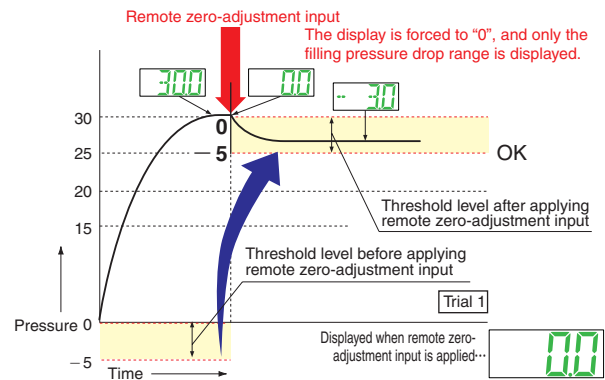 Remote zero-adjustment input
The display is forced to “0”, and only the
filling pressure drop range is displayed.
30.0
0.0
- 3.0
30
0
25
－5
OK
20
Threshold level after applying
remote zero-adjustment input
15
Threshold level before applying
remote zero-adjustment input
Trial 1
Pressure 0
Displayed when remote zero-
adjustment input is applied…
0.0
－5
Time